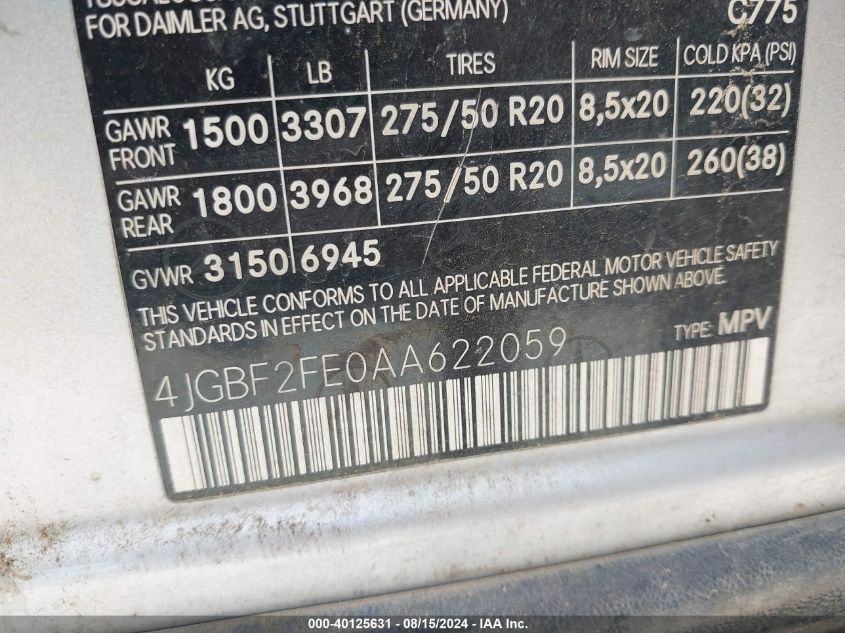 FOR DAIMLER AG, STUTTGART (GERMANY) C775
KG LB TIRES RIM SIZE COLD KPA (PSI)
GAWR FRONT 1500 3307 275/50 R20 8,5x20 220(32)
GAWR REAR 1800 3968 275/50 R20 8,5x20 260(38)
GVWR 3150 6945
THIS VEHICLE CONFORMS TO ALL APPLICABLE FEDERAL MOTOR VEHICLE SAFETY
STANDARDS IN EFFECT ON THE DATE OF MANUFACTURE SHOWN ABOVE.
TYPE: MPV
4JGBF2FE0AA622059
000-40125631 - 08/15/2024 - IAA Inc.